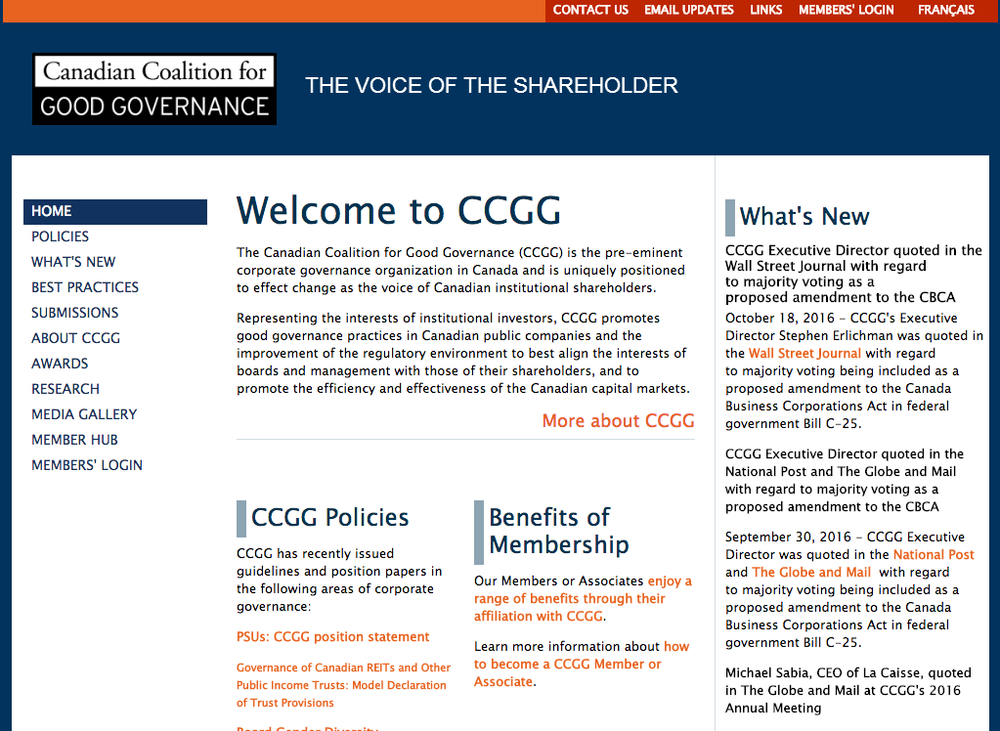 CONTACT US EMAIL UPDATES LINKS MEMBERS' LOGIN FRANÇAIS
Canadian Coalition for
GOOD GOVERNANCE
THE VOICE OF THE SHAREHOLDER
HOME
POLICIES
WHAT'S NEW
BEST PRACTICES
SUBMISSIONS
ABOUT CCGG
AWARDS
RESEARCH
MEDIA GALLERY
MEMBER HUB
MEMBERS' LOGIN
Welcome to CCGG
The Canadian Coalition for Good Governance (CCGG) is the pre-eminent
corporate governance organization in Canada and is uniquely positioned
to effect change as the voice of Canadian institutional shareholders.
Representing the interests of institutional investors, CCGG promotes
good governance practices in Canadian public companies and the
improvement of the regulatory environment to best align the interests of
boards and management with those of their shareholders, and to
promote the efficiency and effectiveness of the Canadian capital markets.
More about CCGG
CCGG Policies
CCGG has recently issued
guidelines and position papers in
the following areas of corporate
governance:
PSUs: CCGG position statement
Governance of Canadian REITs and Other
Public Income Trusts: Model Declaration
of Trust Provisions
Board Gender Diversity
Benefits of
Membership
Our Members or Associates enjoy a
range of benefits through their
affiliation with CCGG.
Learn more information about how
to become a CCGG Member or
Associate.
What's New
CCGG Executive Director quoted in the
Wall Street Journal with regard
to majority voting as a
proposed amendment to the CBCA
October 18, 2016 - CCGG's Executive
Director Stephen Erlichman was quoted in
the Wall Street Journal with regard
to majority voting being included as a
proposed amendment to the Canada
Business Corporations Act in federal
government Bill C-25.
CCGG Executive Director quoted in the
National Post and The Globe and Mail
with regard to majority voting as a
proposed amendment to the CBCA
September 30, 2016 - CCGG Executive
Director was quoted in the National Post
and The Globe and Mail with regard
to majority voting being included as a
proposed amendment to the Canada
Business Corporations Act in federal
government Bill C-25.
Michael Sabia, CEO of La Caisse, quoted
in The Globe and Mail at CCGG's 2016
Annual Meeting